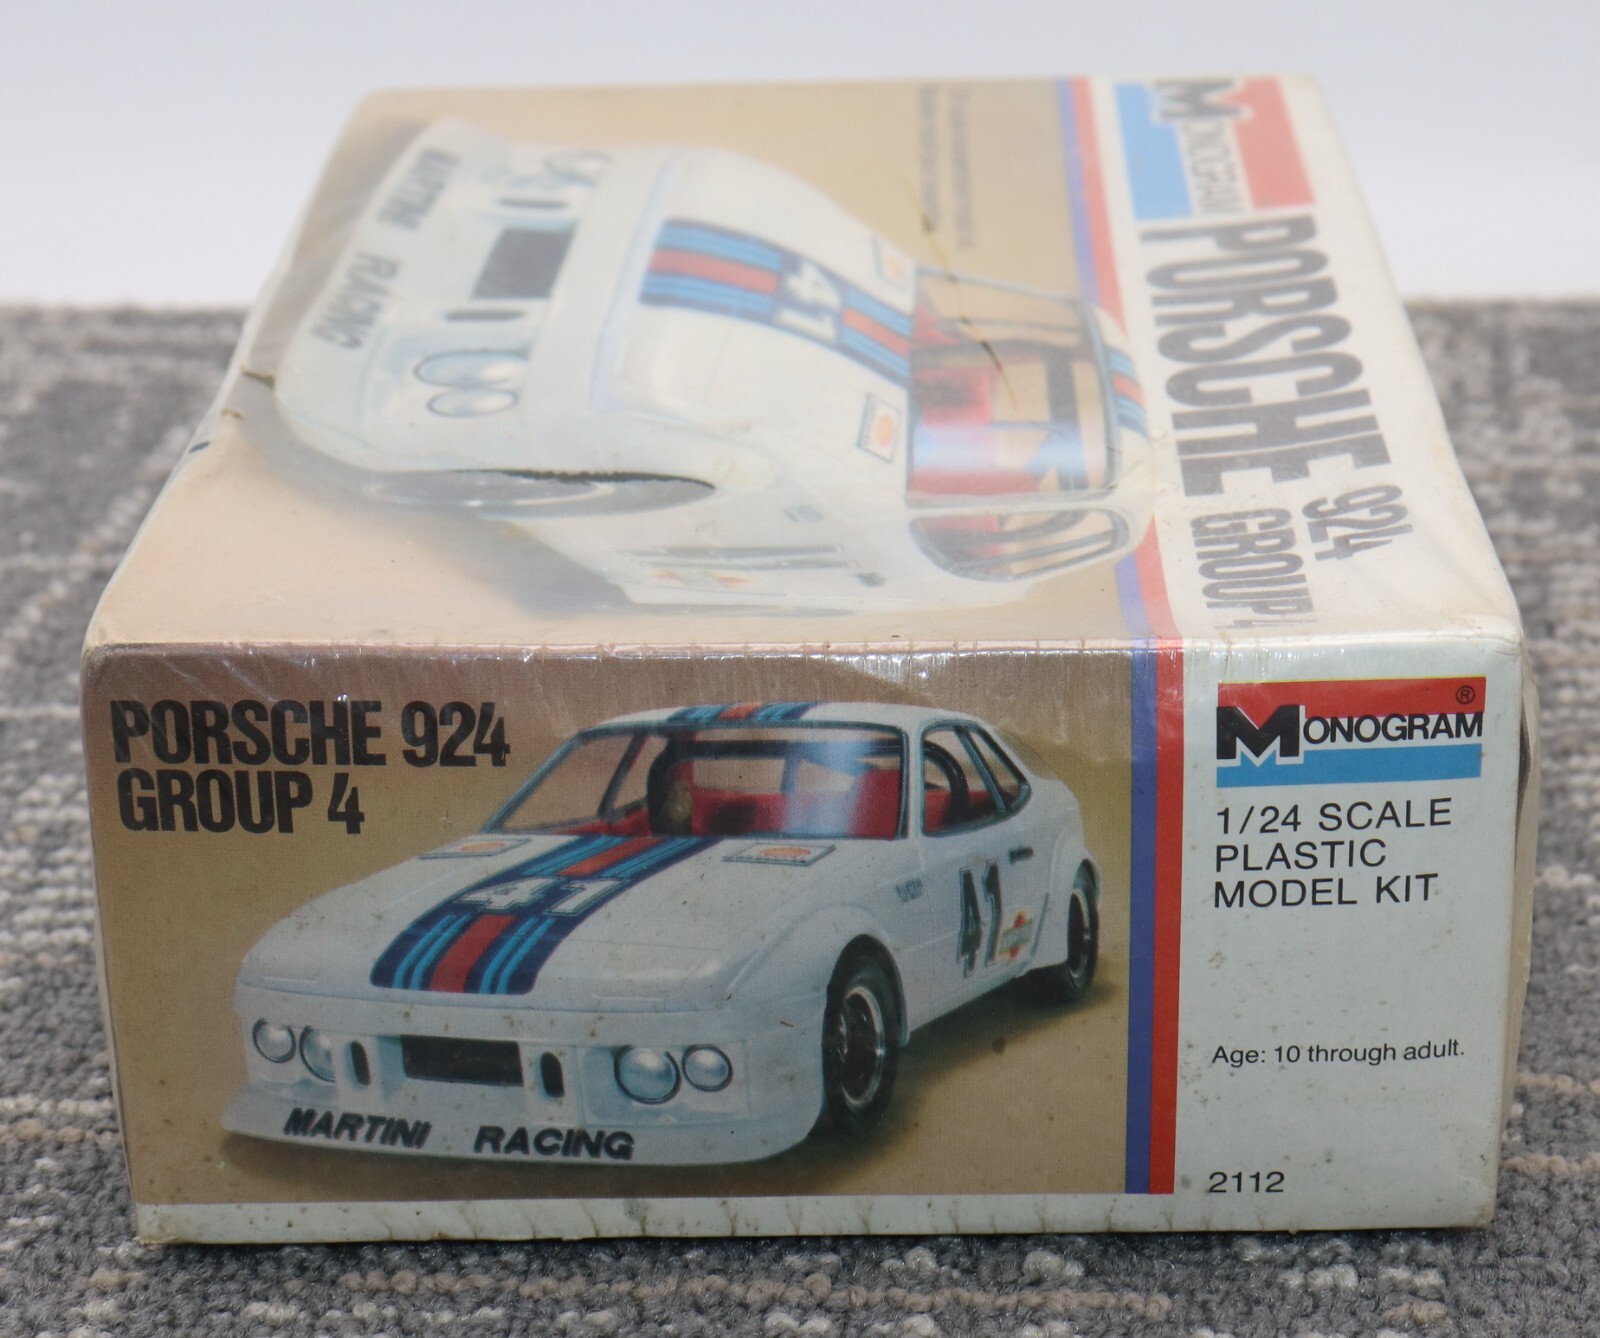 MONOGRAM
PORSCHE 924
GROUP 4
41
MARTINI RACING
PORSCHE 924
GROUP 4
41
41
MARTINI RACING
MONOGRAM®
1/24 SCALE
PLASTIC
MODEL KIT
Age: 10 through adult.
2112